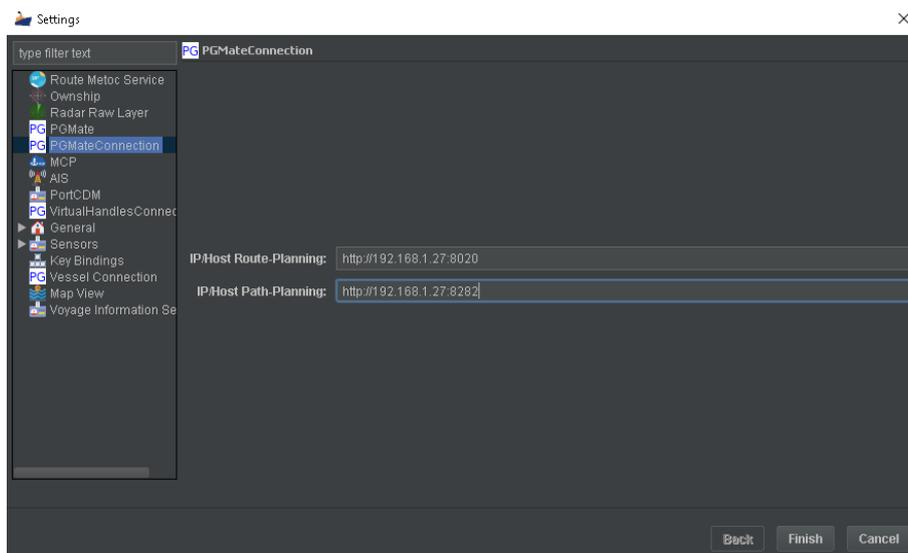 Settings
type filter text
PG PGMateConnection
Route Metoc Service
Ownship
Radar Raw Layer
PG PGMate
PG PGMateConnection
MCP
AIS
PortCDM
PG VirtualHandlesConnec
General
Sensors
Key Bindings
PG Vessel Connection
Map View
Voyage Information Se
IP/Host Route-Planning: http://192.168.1.27:8020
IP/Host Path-Planning: http://192.168.1.27:8282
Back Finish Cancel